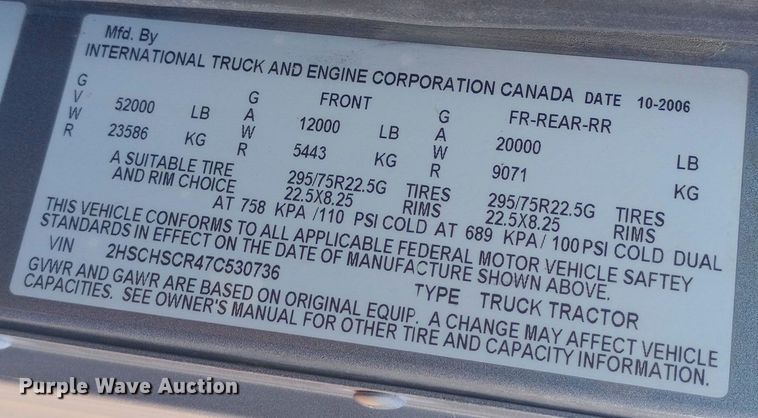 Mfd. By
INTERNATIONAL TRUCK AND ENGINE CORPORATION CANADA DATE 10-2006
GVWR 52000 LB GAWR FRONT 12000 LB GAWR FR-REAR-RR 20000 LB
23586 KG 5443 KG 9071 KG
A SUITABLE TIRE 295/75R22.5G TIRES 295/75R22.5G TIRES
AND RIM CHOICE 22.5X8.25 RIMS 22.5X8.25 RIMS
AT 758 KPA /110 PSI COLD AT 689 KPA/ 100PSI COLD DUAL
THIS VEHICLE CONFORMS TO ALL APPLICABLE FEDERAL MOTOR VEHICLE SAFTEY
STANDARDS IN EFFECT ON THE DATE OF MANUFACTURE SHOWN ABOVE.
VIN 2HSCHSCR47C530736 TYPE TRUCK TRACTOR
GVWR AND GAWR ARE BASED ON ORIGINAL EQUIP. A CHANGE MAY AFFECT VEHICLE
CAPACITIES. SEE OWNER'S MANUAL FOR OTHER TIRE AND CAPACITY INFORMATION.
Purple Wave Auction